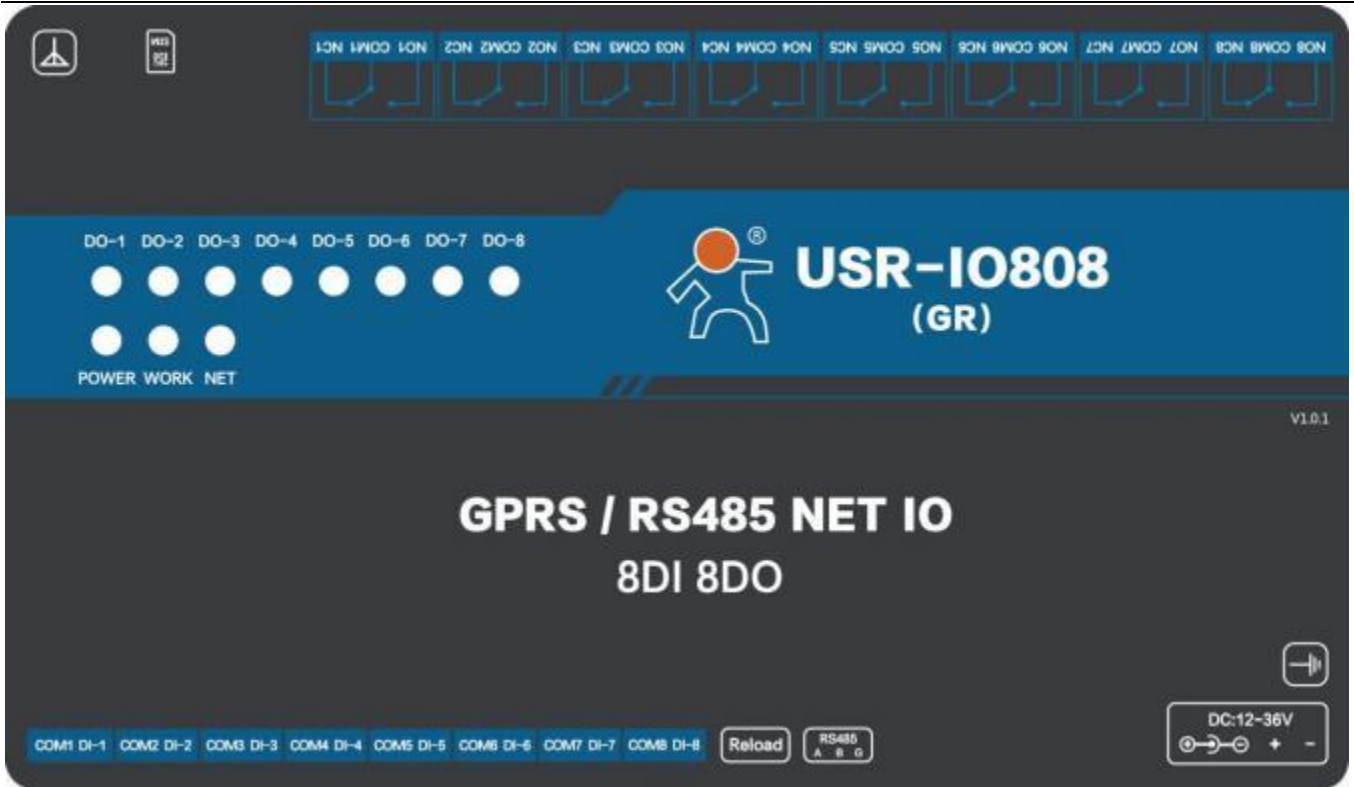 SIM
NO8 COM8 NC8 NO7 COM7 NC7 NO6 COM6 NC6 NO5 COM5 NC5 NO4 COM4 NC4 NO3 COM3 NC3 NO2 COM2 NC2 NO1 COM1 NC1
DO-1 DO-2 DO-3 DO-4 DO-5 DO-6 DO-7 DO-8
®
USR-IO808
(GR)
POWER WORK NET
V1.0.1
GPRS / RS485 NET IO
8DI 8DO
DC:12-36V
+ -
COM1 DI-1 COM2 DI-2 COM3 DI-3 COM4 DI-4 COM5 DI-5 COM6 DI-6 COM7 DI-7 COM8 DI-8
Reload
RS485
A B G